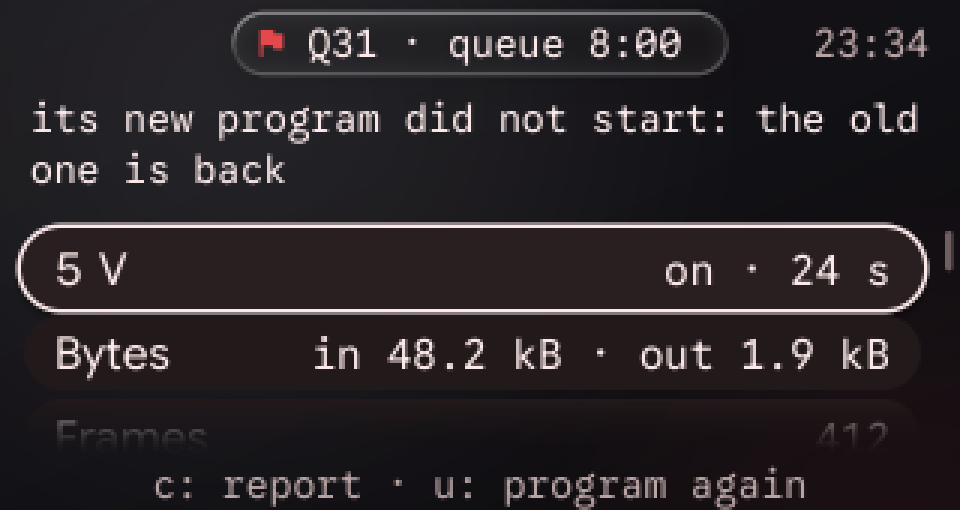 Q31 · queue 8:00
23:34
its new program did not start: the old
one is back
5 V on · 24 s
Bytes in 48.2 kB · out 1.9 kB
Frames 412
c: report · u: program again